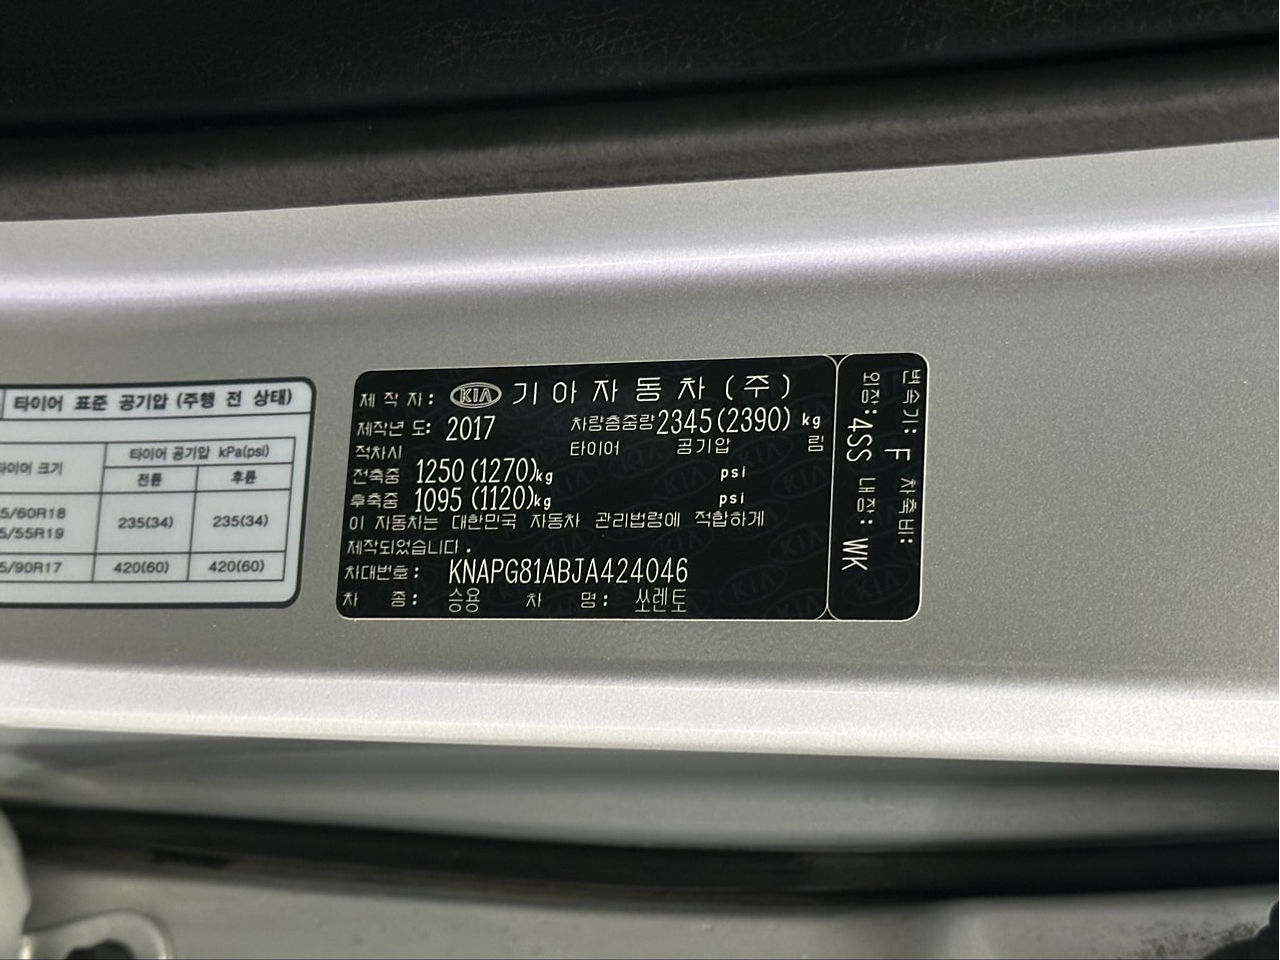 타이어 표준 공기압 (주행 전 상태)
타이어 크기
타이어 공기압 kPa(psi)
전륜 후륜
5/60R18
5/55R19
235(34) 235(34)
5/90R17 420(60) 420(60)
제 작 자: KIA 기아자동차(주)
제작년 도: 2017 차량총중량 2345(2390) kg
적차시 타이어 공기압 림
전축중 1250(1270)kg psi
후축중 1095(1120)kg psi
이 자동차는 대한민국 자동차 관리법령에 적합하게
제작되었습니다.
차대번호: KNAPG81ABJA424046
차 종: 승용 차 명: 쏘렌토
변속기: F 차축비:
외장: 4SS 내장: WK